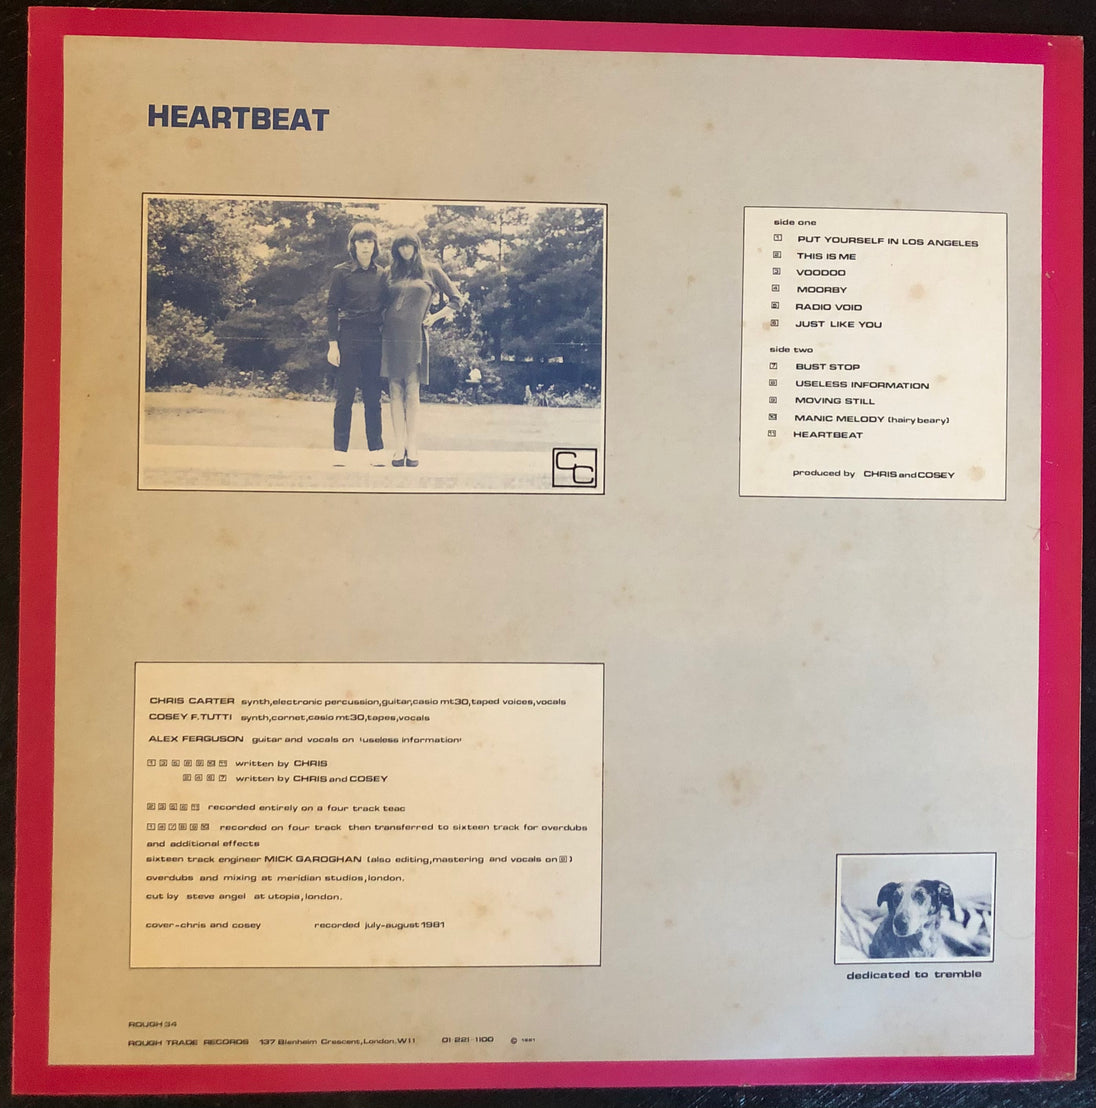 HEARTBEAT
CC
side one
1 PUT YOURSELF IN LOS ANGELES
2 THIS IS ME
3 VOODOO
4 MOORBY
5 RADIO VOID
6 JUST LIKE YOU
side two
7 BUST STOP
8 USELESS INFORMATION
9 MOVING STILL
10 MANIC MELODY (hairy beary)
11 HEARTBEAT
produced by CHRIS and COSEY
CHRIS CARTER synth,electronic percussion,guitar,casio mt30,taped voices,vocals
COSEY F.TUTTI synth,cornet,casio mt30,tapes,vocals
ALEX FERGUSON guitar and vocals on 'useless information'
written by CHRIS
written by CHRIS and COSEY
recorded entirely on a four track teac
recorded on four track then transferred to sixteen track for overdubs
and additional effects
sixteen track engineer MICK GAROGHAN (also editing,mastering and vocals on 8)
overdubs and mixing at meridian studios,london.
cut by steve angel at utopia,london.
cover-chris and cosey recorded july-august 1981
dedicated to tremble
ROUGH 34
ROUGH TRADE RECORDS 137 Blenheim Crescent,London.W11 01-221-1100 © 1981